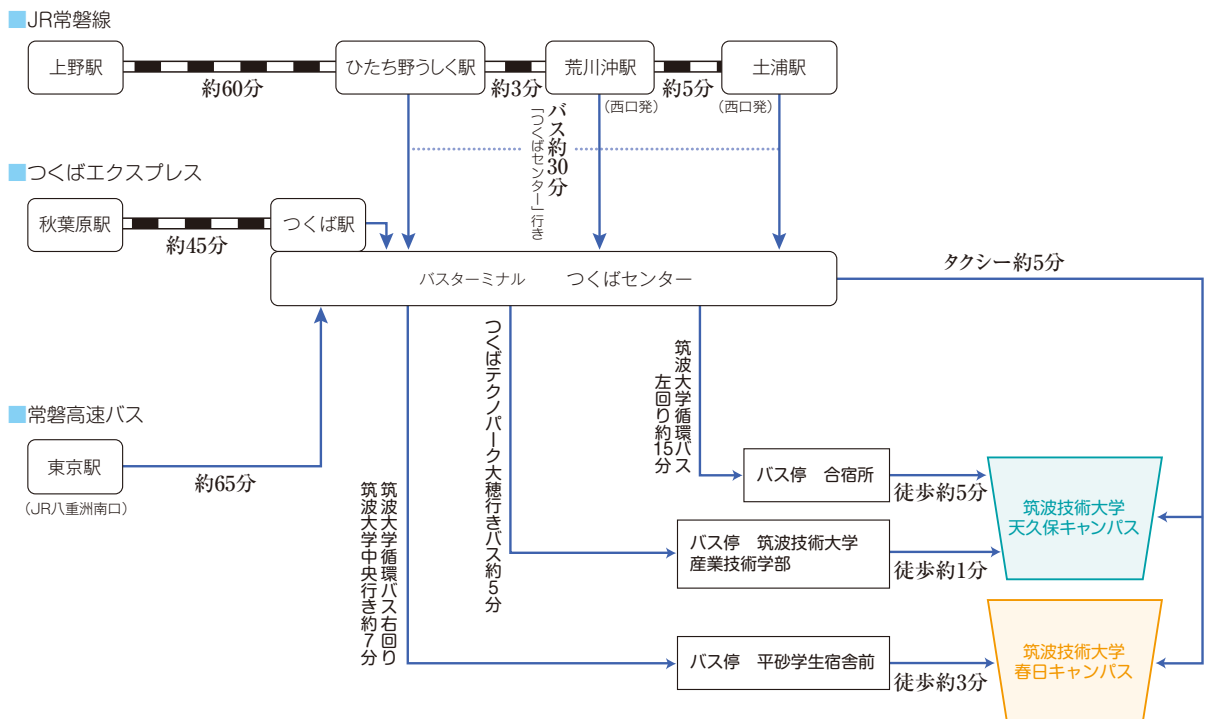 JR常磐線
上野駅
約60分
ひたち野うしく駅
約3分
荒川沖駅
(西口発)
約5分
土浦駅
(西口発)
バス約30分
「つくばセンター」行き
つくばエクスプレス
秋葉原駅
約45分
つくば駅
バスターミナル つくばセンター
タクシー約5分
常磐高速バス
東京駅
(JR八重洲南口)
約65分
筑波大学循環バス右回り
筑波大学中央行き約7分
つくばテクノパーク大穂行きバス約5分
筑波大学循環バス
左回り約15分
バス停 合宿所
徒歩約5分
バス停 筑波技術大学
産業技術学部
徒歩約1分
バス停 平砂学生宿舎前
徒歩約3分
筑波技術大学
天久保キャンパス
筑波技術大学
春日キャンパス